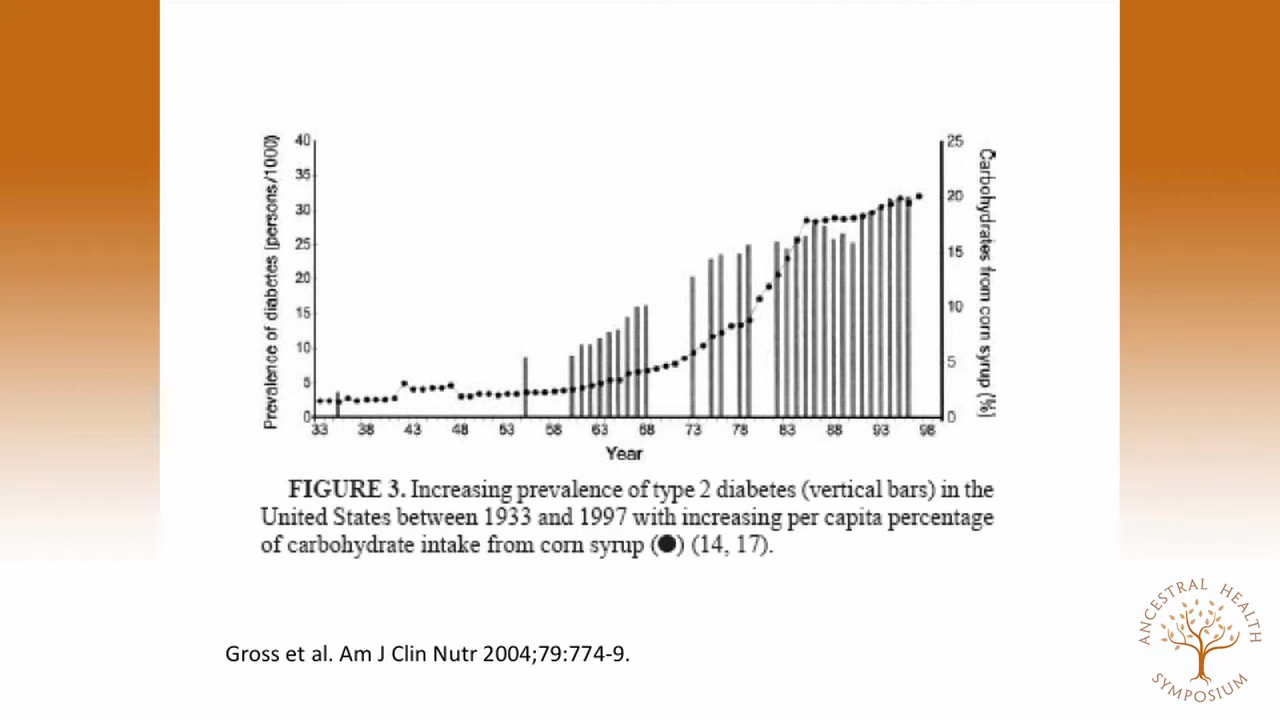 40
35
30
25
20
15
10
5
0
Prevalence of diabetes (persons/1000)
25
20
15
10
5
0
Carbohydrates from corn syrup (%)
33 38 43 48 53 58 63 68 73 78 83 88 93 98
Year
FIGURE 3. Increasing prevalence of type 2 diabetes (vertical bars) in the
United States between 1933 and 1997 with increasing per capita percentage
of carbohydrate intake from corn syrup (●) (14, 17).
Gross et al. Am J Clin Nutr 2004;79:774-9.
ANCESTRAL HEALTH
SYMPOSIUM